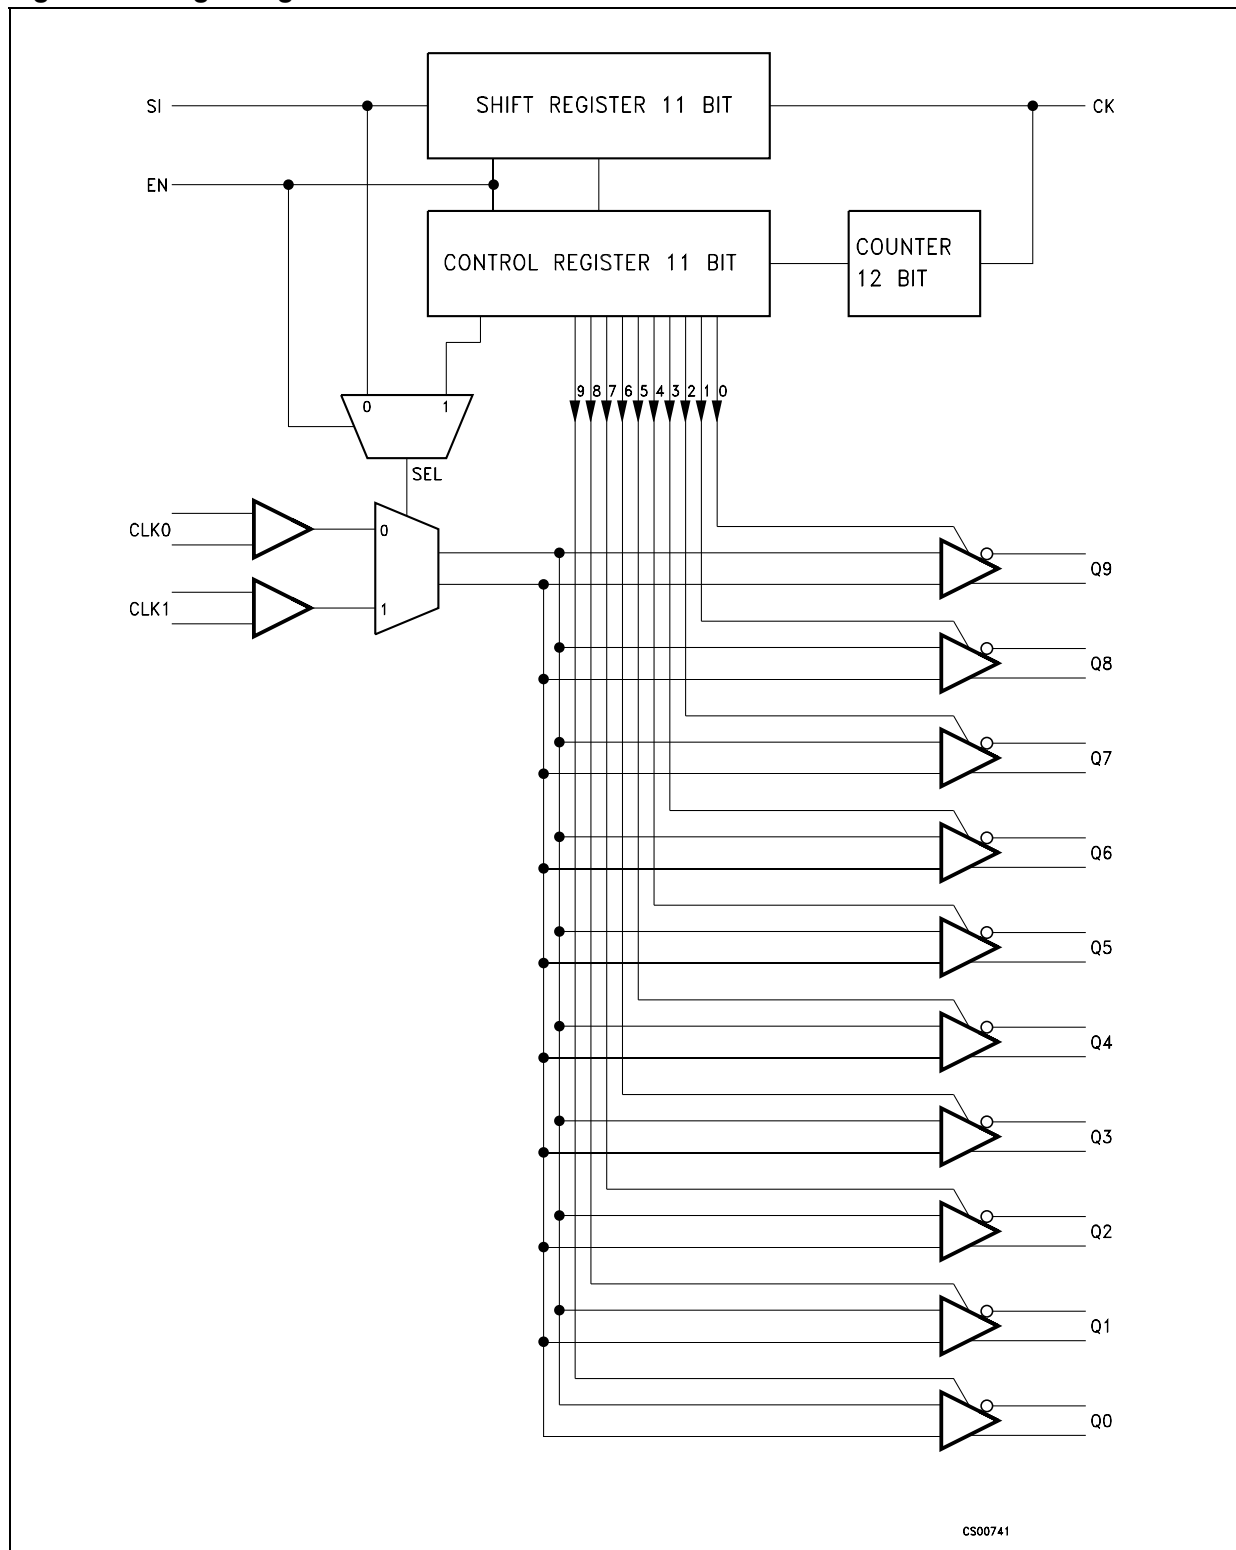 SI
SHIFT REGISTER 11 BIT
CK
EN
CONTROL REGISTER 11 BIT
COUNTER
12 BIT
9 8 7 6 5 4 3 2 1 0
0 1
SEL
CLK0
0
CLK1
1
Q9
Q8
Q7
Q6
Q5
Q4
Q3
Q2
Q1
Q0
CS00741